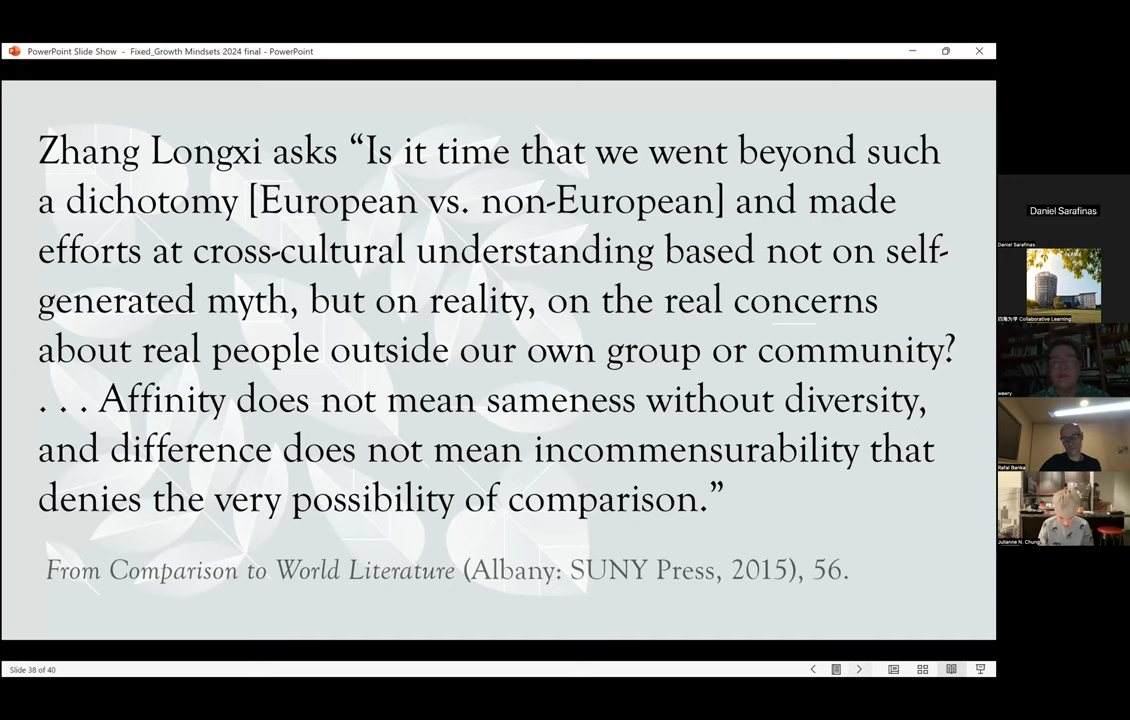 PowerPoint Slide Show - Fixed_Growth Mindsets 2024 final - PowerPoint
Zhang Longxi asks “Is it time that we went beyond such
a dichotomy [European vs. non-European] and made
efforts at cross-cultural understanding based not on self-
generated myth, but on reality, on the real concerns
about real people outside our own group or community?
. . . Affinity does not mean sameness without diversity,
and difference does not mean incommensurability that
denies the very possibility of comparison.”
From Comparison to World Literature (Albany: SUNY Press, 2015), 56.
Slide 38 of 40
Daniel Sarafinas
Daniel Sarafinas
四海为学 Collaborative Learning
wawry
Rafal Banka
Julianne N. Chung